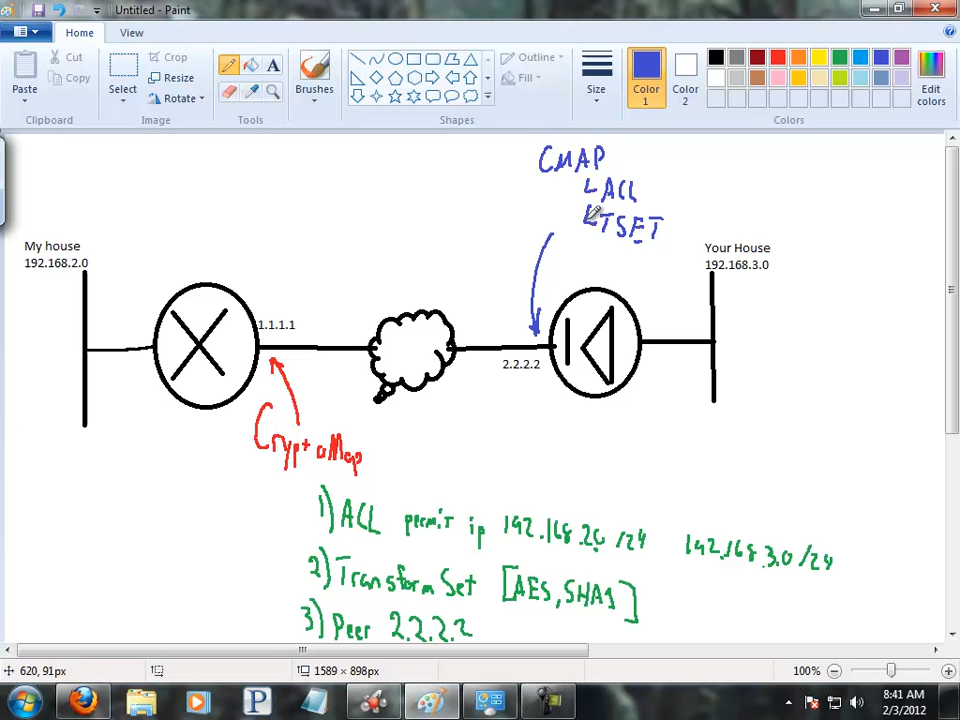 Untitled - Paint
Home
View
Paste
Cut
Copy
Clipboard
Select
Crop
Resize
Rotate
Image
Tools
Brushes
Shapes
Outline
Fill
Size
Color 1
Color 2
Colors
Edit colors
CMAP
ACL
TSET
My house
192.168.2.0
Your House
192.168.3.0
1.1.1.1
2.2.2.2
Crypto Map
1) ACL permit ip 192.168.20 /24 192.168.3.0/24
2) Transform Set [AES, SHA1]
3) Peer 2.2.2.2
620, 91px
1589 × 898px
100%
8:41 AM
2/3/2012